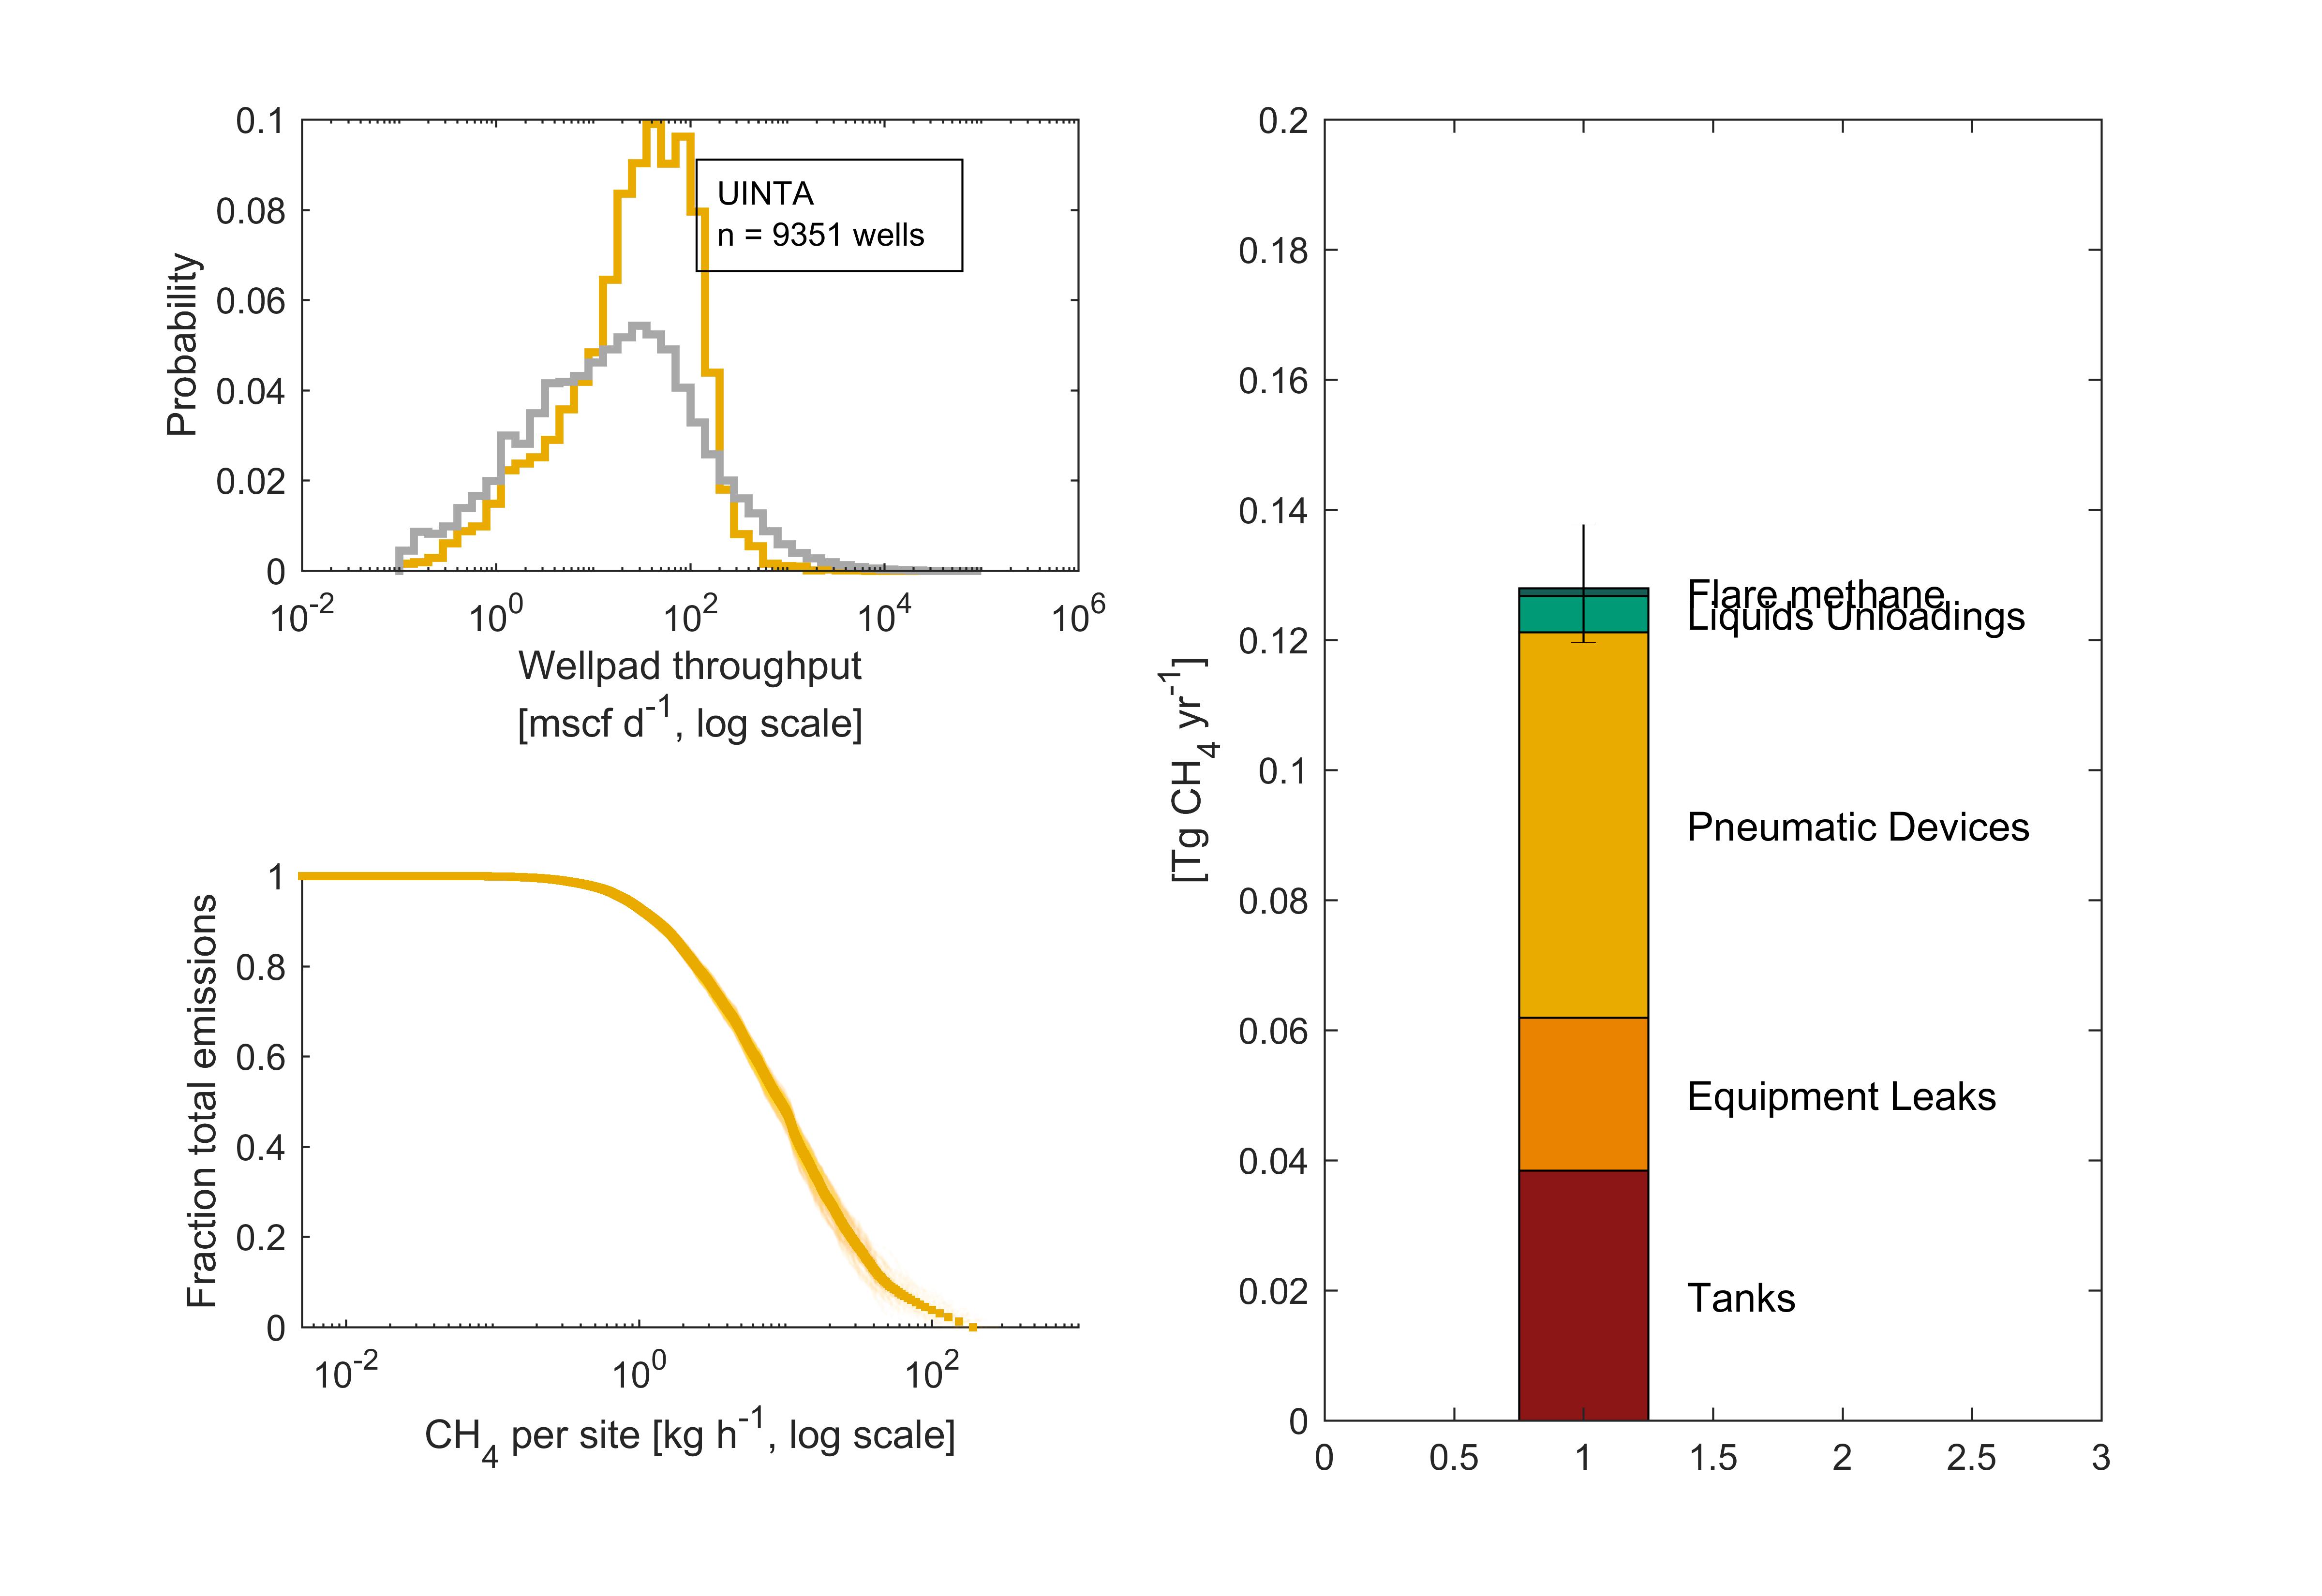 0.1
0.08
0.06
0.04
0.02
0
Probability
UINTA
n = 9351 wells
10^-2
10^0
10^2
10^4
10^6
Wellpad throughput
[mscf d^-1, log scale]
1
0.8
0.6
0.4
0.2
0
Fraction total emissions
10^-2
10^0
10^2
CH_4 per site [kg h^-1, log scale]
0.2
0.18
0.16
0.14
0.12
0.1
0.08
0.06
0.04
0.02
0
[Tg CH_4 yr^-1]
Flare methane
Liquids Unloadings
Pneumatic Devices
Equipment Leaks
Tanks
0
0.5
1
1.5
2
2.5
3